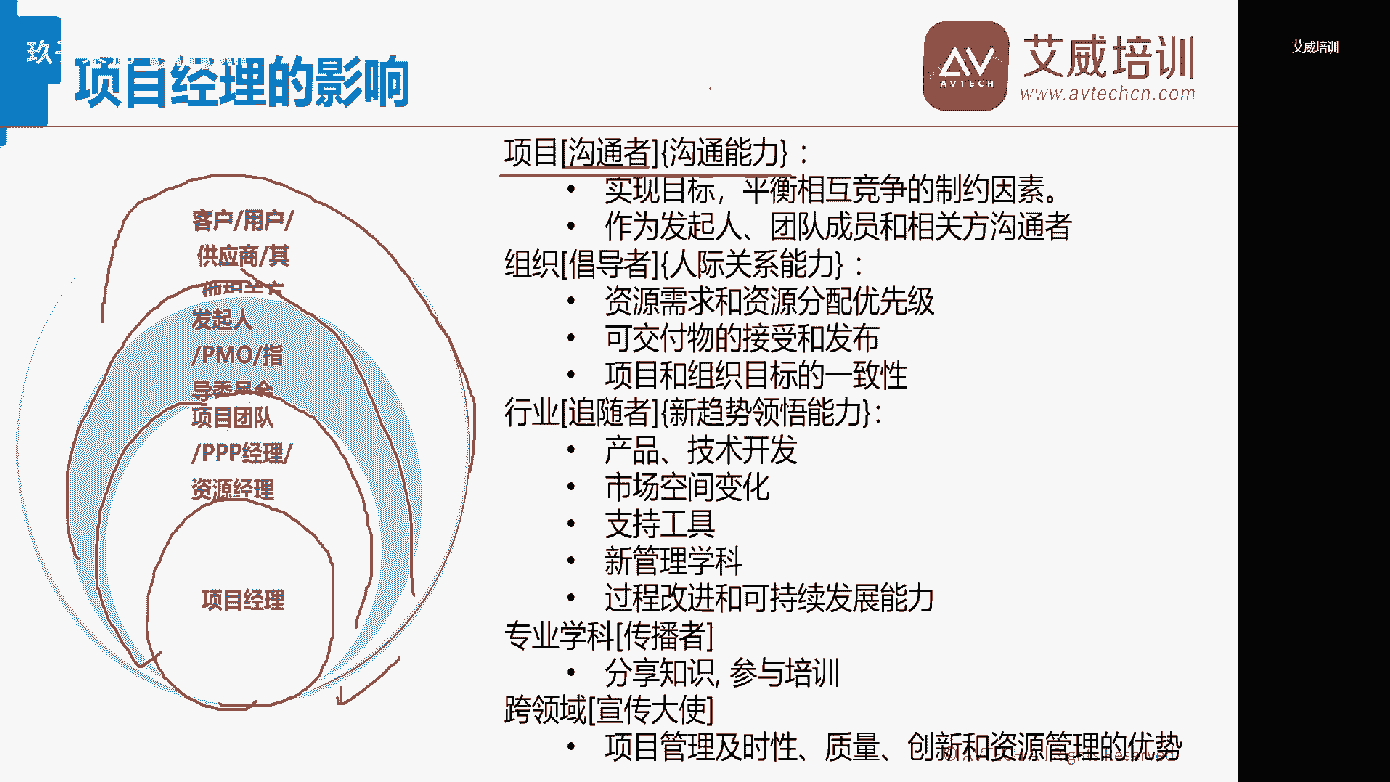 项目经理的影响
艾威培训
AVTECH
www.avtechcn.com
艾威培训
客户/用户/
供应商/其
他相关方
发起人
/PMO/指
导委员会
项目团队
/PPP经理/
资源经理
项目经理
项目[沟通者]{沟通能力}：
• 实现目标，平衡相互竞争的制约因素。
• 作为发起人、团队成员和相关方沟通者
组织[倡导者]{人际关系能力}：
• 资源需求和资源分配优先级
• 可交付物的接受和发布
• 项目和组织目标的一致性
行业[追随者]{新趋势领悟能力}：
• 产品、技术开发
• 市场空间变化
• 支持工具
• 新管理学科
• 过程改进和可持续发展能力
专业学科[传播者]
• 分享知识, 参与培训
跨领域[宣传大使]
• 项目管理及时性、质量、创新和资源管理的优势